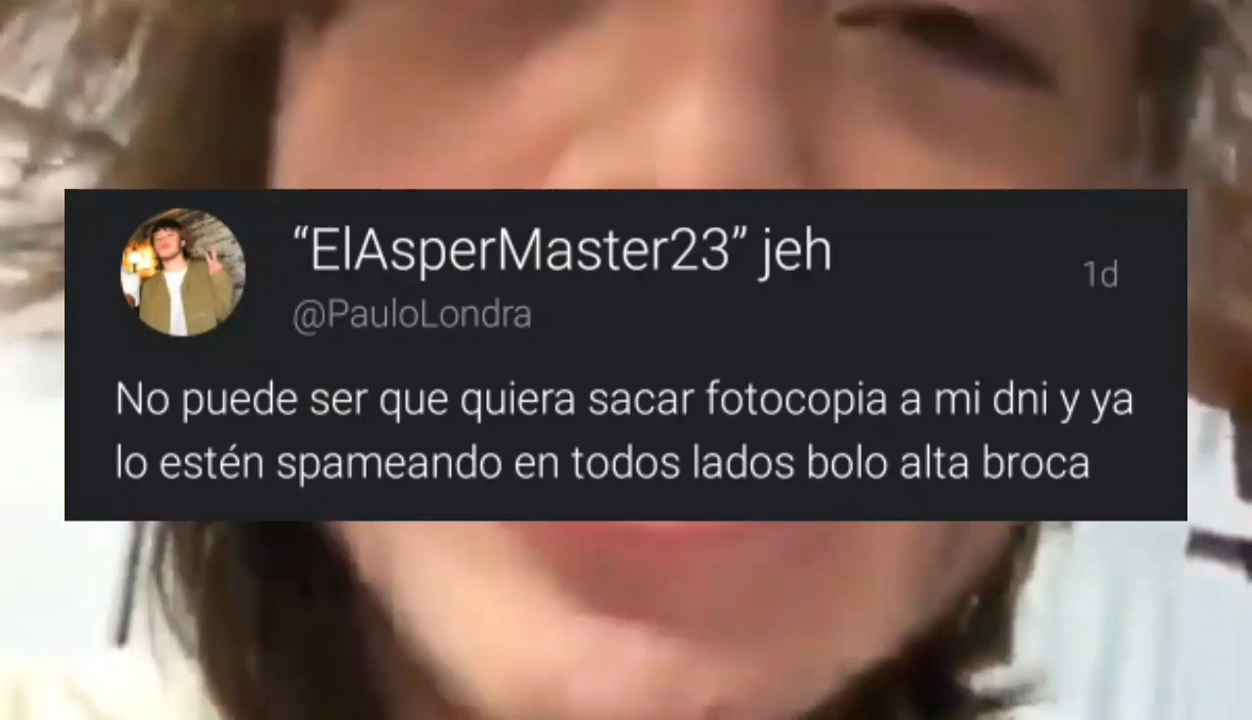 “ElAsperMaster23” jeh
1d
@PauloLondra
No puede ser que quiera sacar fotocopia a mi dni y ya
lo estén spameando en todos lados bolo alta broca